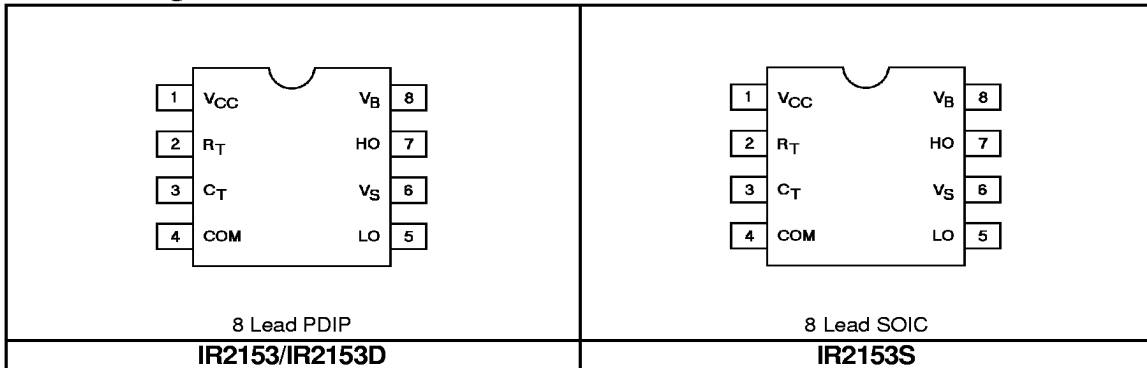 1 VCC VB 8
2 RT HO 7
3 CT VS 6
4 COM LO 5
8 Lead PDIP
IR2153/IR2153D
1 VCC VB 8
2 RT HO 7
3 CT VS 6
4 COM LO 5
8 Lead SOIC
IR2153S